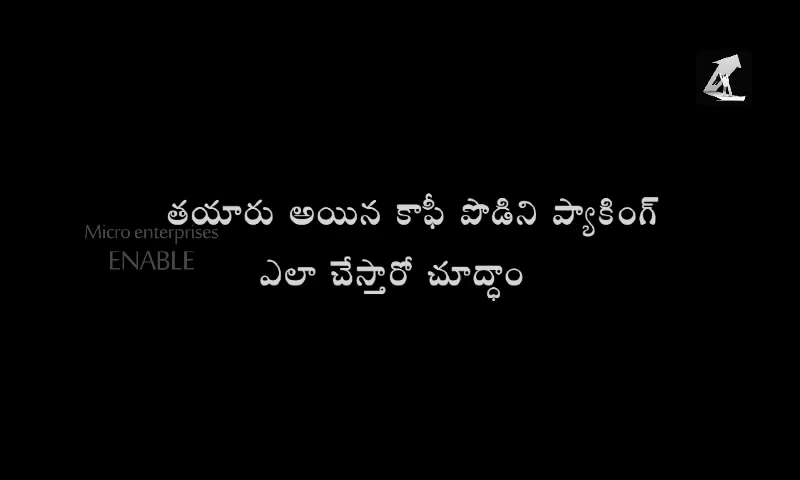 తయారు అయిన కాఫీ పొడిని ప్యాకింగ్
Micro enterprises
ENABLE
ఎలా చేస్తారో చూద్ధాం